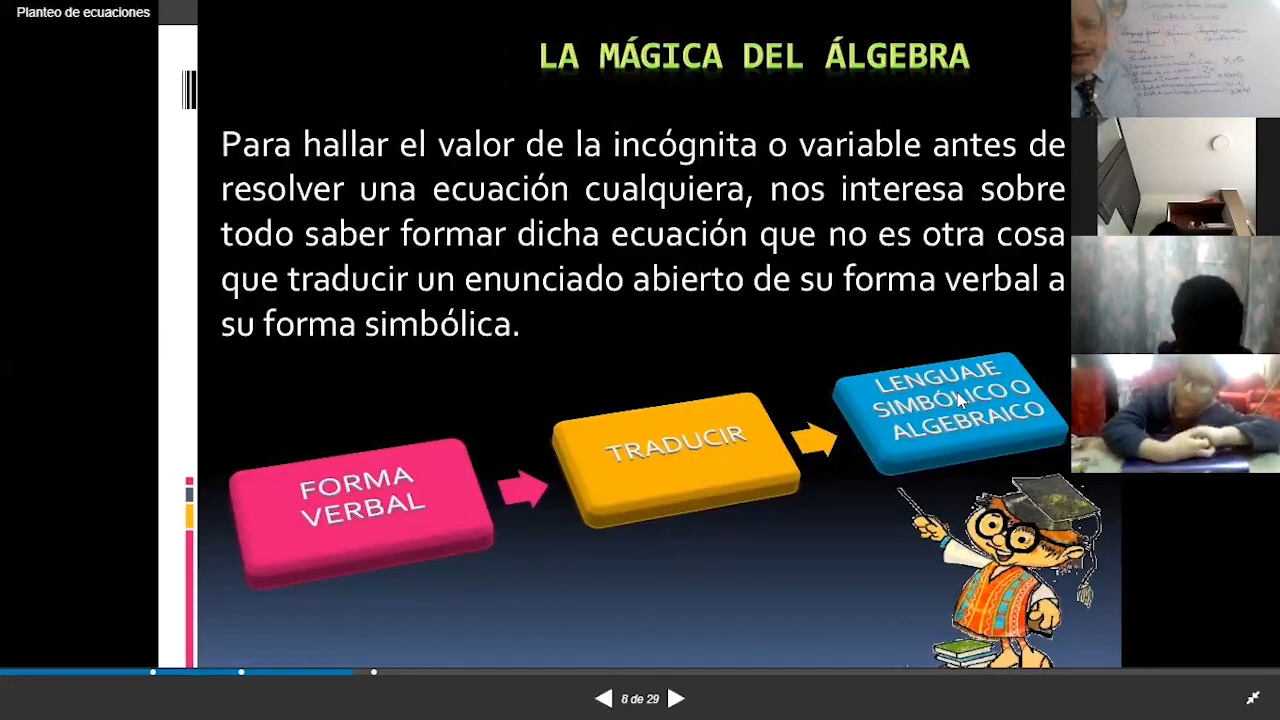 Planteo de ecuaciones
LA MÁGICA DEL ÁLGEBRA
Para hallar el valor de la incógnita o variable antes de
resolver una ecuación cualquiera, nos interesa sobre
todo saber formar dicha ecuación que no es otra cosa
que traducir un enunciado abierto de su forma verbal a
su forma simbólica.
FORMA
VERBAL
TRADUCIR
LENGUAJE
SIMBÓLICO O
ALGEBRAICO
x
x+5
2x
8 de 29